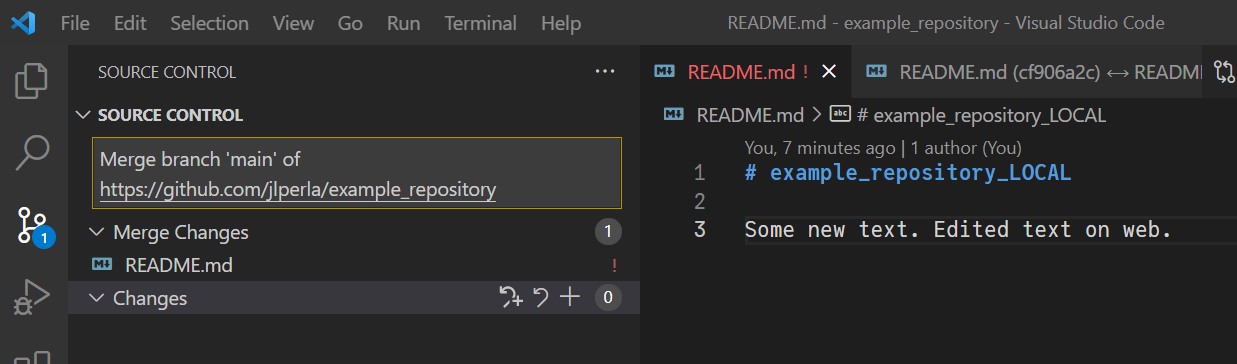 File Edit Selection View Go Run Terminal Help README.md - example_repository - Visual Studio Code
SOURCE CONTROL ...
SOURCE CONTROL
Merge branch 'main' of
https://github.com/jlperla/example_repository
Merge Changes 1
README.md !
Changes 0
1
README.md ! README.md (cf906a2c) ↔ README
README.md > abc # example_repository_LOCAL
You, 7 minutes ago | 1 author (You)
1 # example_repository_LOCAL
2
3 Some new text. Edited text on web.